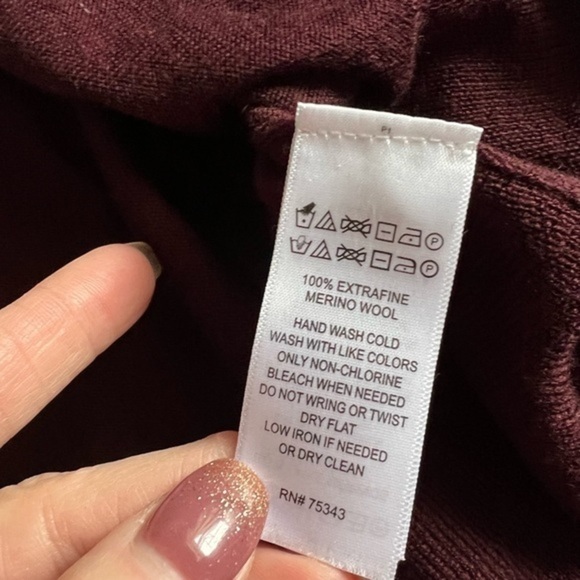 P1
P
P
100% EXTRAFINE
MERINO WOOL
HAND WASH COLD
WASH WITH LIKE COLORS
ONLY NON-CHLORINE
BLEACH WHEN NEEDED
DO NOT WRING OR TWIST
DRY FLAT
LOW IRON IF NEEDED
OR DRY CLEAN
RN# 75343